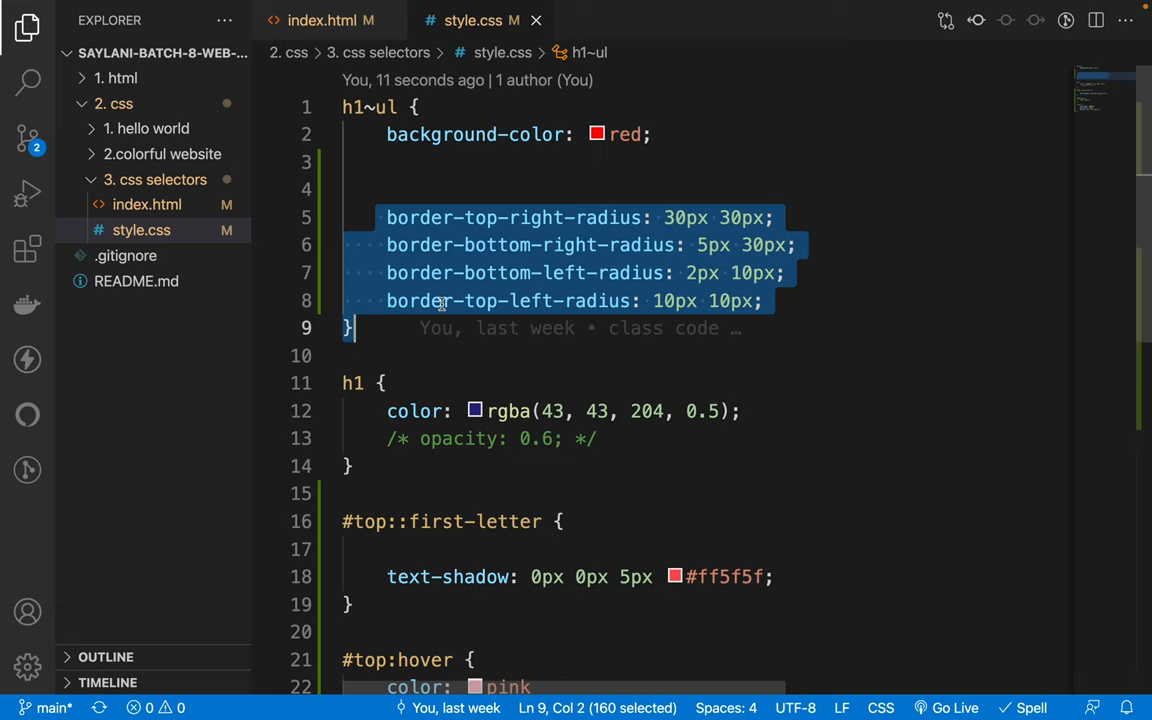 EXPLORER
SAYLANI-BATCH-8-WEB-...
1. html
2. css
1. hello world
2.colorful website
3. css selectors
index.html M
style.css M
.gitignore
README.md
OUTLINE
TIMELINE
index.html M
style.css M
2. css > 3. css selectors > style.css > h1~ul
You, 11 seconds ago | 1 author (You)
1 h1~ul {
2 background-color: red;
3
4
5 border-top-right-radius: 30px 30px;
6 border-bottom-right-radius: 5px 30px;
7 border-bottom-left-radius: 2px 10px;
8 border-top-left-radius: 10px 10px;
9 } You, last week • class code …
10
11 h1 {
12 color: rgba(43, 43, 204, 0.5);
13 /* opacity: 0.6; */
14 }
15
16 #top::first-letter {
17
18 text-shadow: 0px 0px 5px #ff5f5f;
19 }
20
21 #top:hover {
22 color: pink
2
main* 0 0 You, last week Ln 9, Col 2 (160 selected) Spaces: 4 UTF-8 LF CSS Go Live Spell